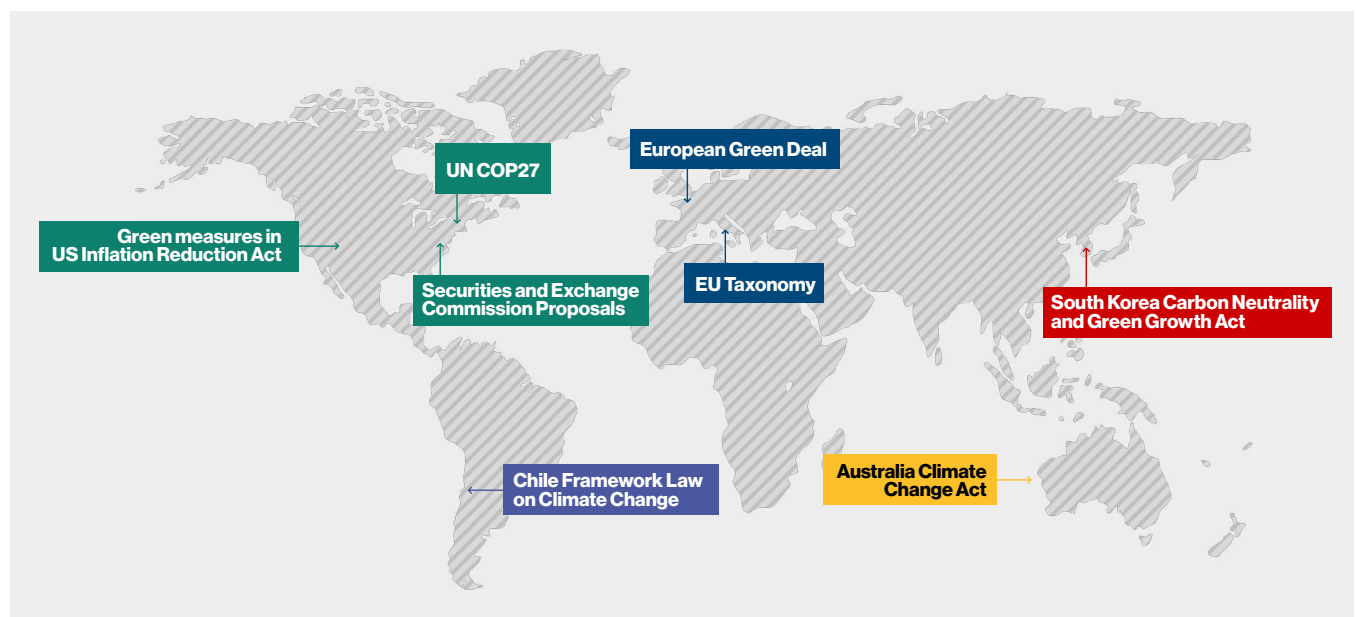 European Green Deal
UN COP27
Green measures in
US Inflation Reduction Act
Securities and Exchange
Commission Proposals
EU Taxonomy
South Korea Carbon Neutrality
and Green Growth Act
Chile Framework Law
on Climate Change
Australia Climate
Change Act